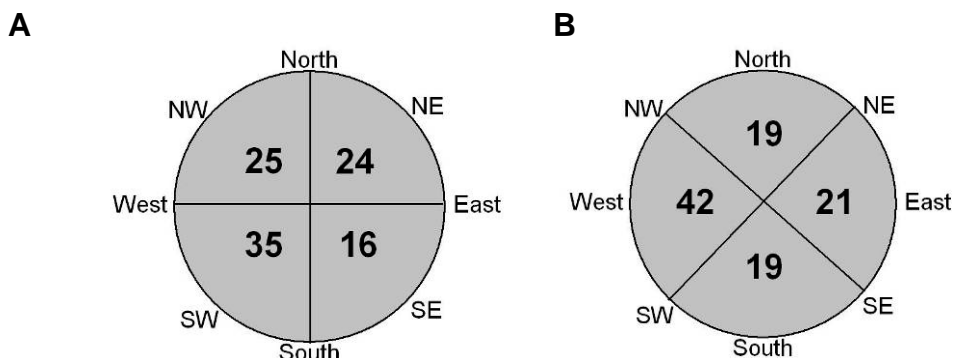 A
North
NW
NE
25
24
West
East
35
16
SW
SE
South
B
North
NW
NE
19
West
42
21
East
19
SW
SE
South